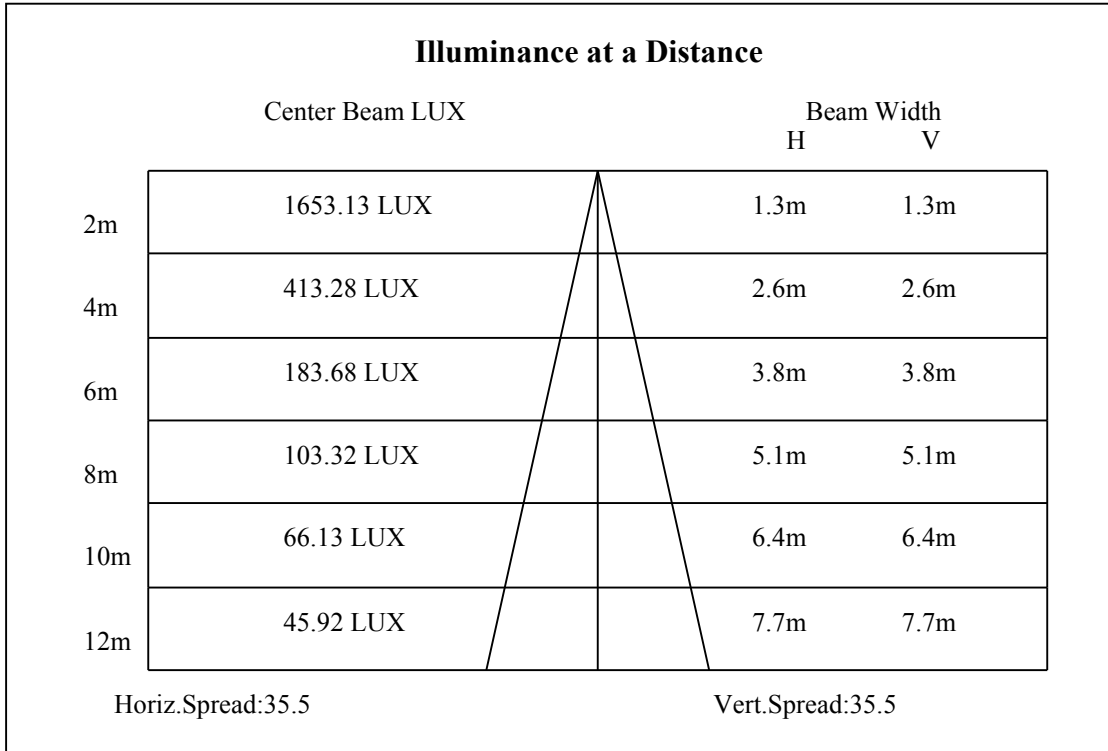 Illuminance at a Distance
Center Beam LUX Beam Width
H V
2m 1653.13 LUX 1.3m 1.3m
4m 413.28 LUX 2.6m 2.6m
6m 183.68 LUX 3.8m 3.8m
8m 103.32 LUX 5.1m 5.1m
10m 66.13 LUX 6.4m 6.4m
12m 45.92 LUX 7.7m 7.7m
Horiz.Spread:35.5 Vert.Spread:35.5